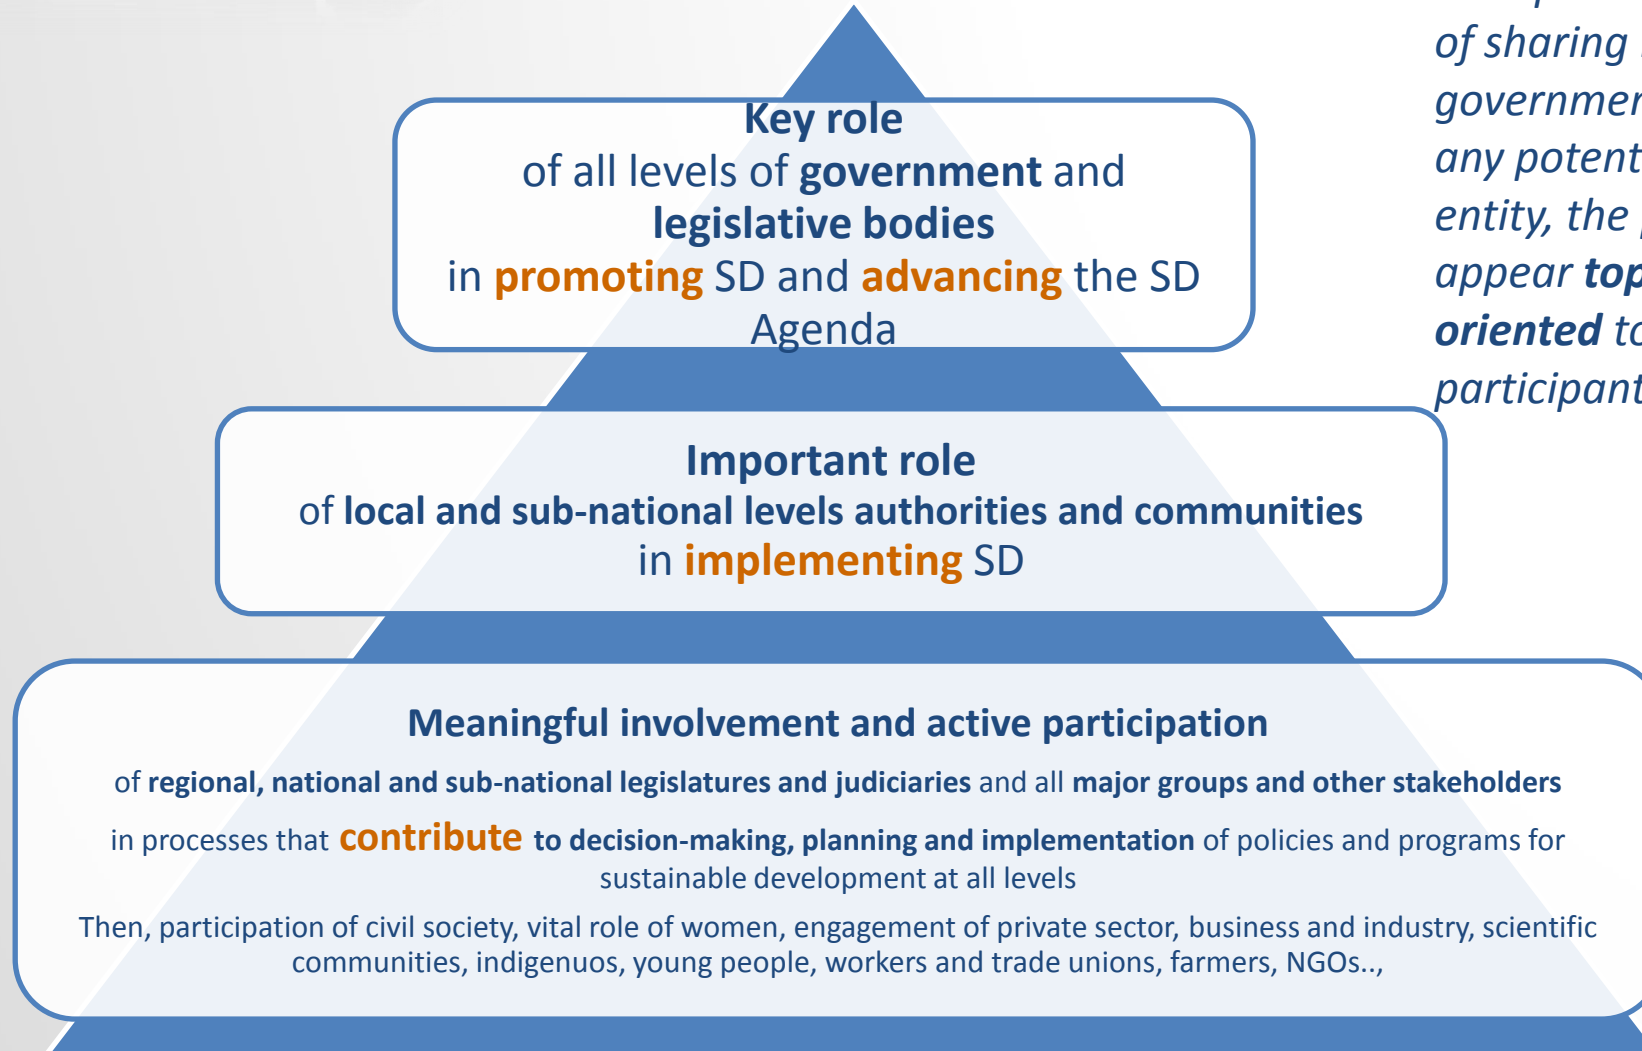 Key role
of all levels of government and
legislative bodies
in promoting SD and advancing the SD
Agenda
Important role
of local and sub-national levels authorities and communities
in implementing SD
Meaningful involvement and active participation
of regional, national and sub-national legislatures and judiciaries and all major groups and other stakeholders
in processes that contribute to decision-making, planning and implementation of policies and programs for
sustainable development at all levels
Then, participation of civil society, vital role of women, engagement of private sector, business and industry, scientific
communities, indigenuos, young people, workers and trade unions, farmers, NGOs..,
of sharing
any
entity, the
appear top
oriented